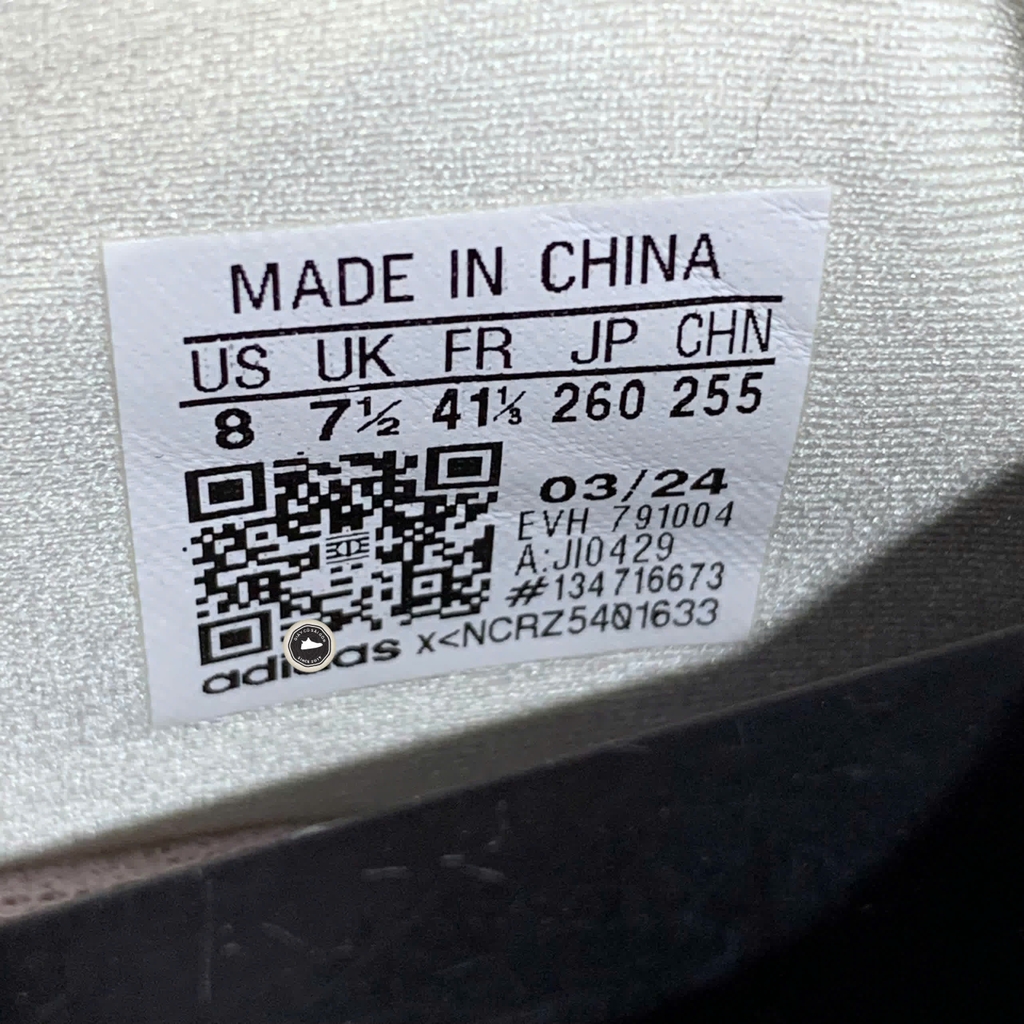 MADE IN CHINA
US UK FR JP CHN
8 7½ 41⅓ 260 255
03/24
EVH 791004
A:JI0429
#134716673
X<NCRZ5401633
adidas